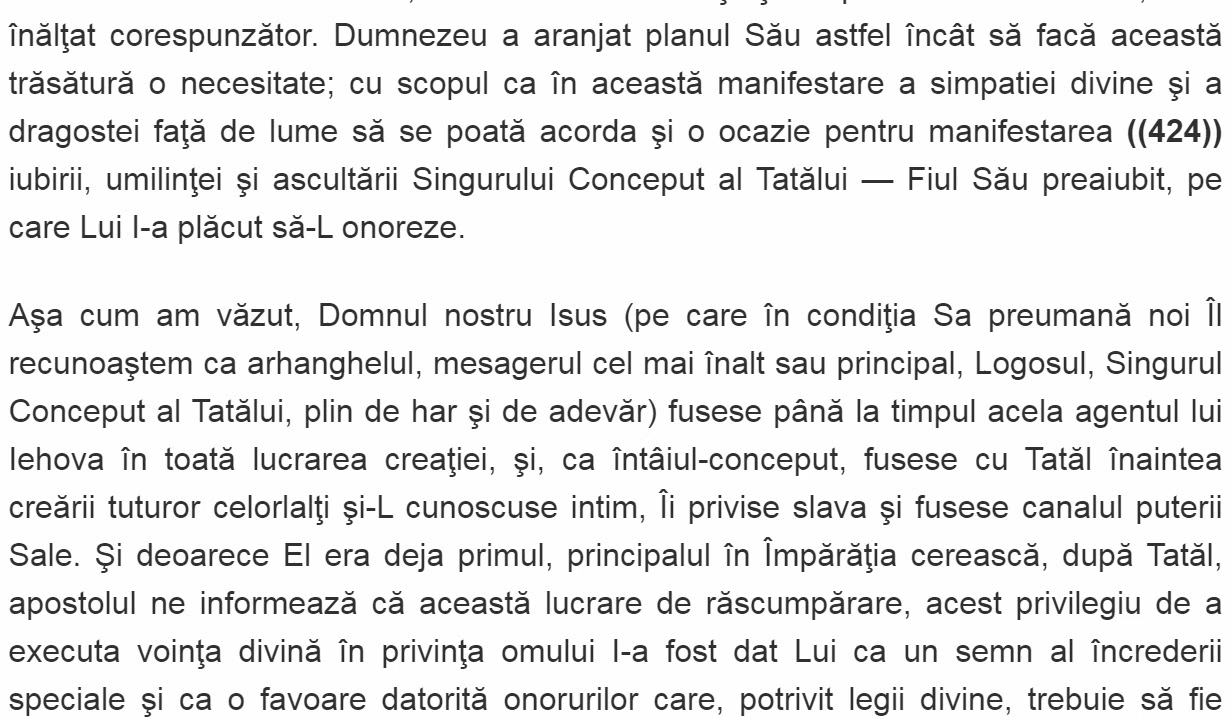 înălţat corespunzător. Dumnezeu a aranjat planul Său astfel încât să facă această
trăsătură o necesitate; cu scopul ca în această manifestare a simpatiei divine şi a
dragostei faţă de lume să se poată acorda şi o ocazie pentru manifestarea ((424))
iubirii, umilinţei şi ascultării Singurului Conceput al Tatălui — Fiul Său preaiubit, pe
care Lui I-a plăcut să-L onoreze.
Aşa cum am văzut, Domnul nostru Isus (pe care în condiţia Sa preumană noi Îl
recunoaştem ca arhanghelul, mesagerul cel mai înalt sau principal, Logosul, Singurul
Conceput al Tatălui, plin de har şi de adevăr) fusese până la timpul acela agentul lui
Iehova în toată lucrarea creaţiei, şi, ca întâiul-conceput, fusese cu Tatăl înaintea
creării tuturor celorlalţi şi-L cunoscuse intim, Îi privise slava şi fusese canalul puterii
Sale. Şi deoarece El era deja primul, principalul în Împărăţia cerească, după Tatăl,
apostolul ne informează că această lucrare de răscumpărare, acest privilegiu de a
executa voinţa divină în privinţa omului I-a fost dat Lui ca un semn al încrederii
speciale şi ca o favoare datorită onorurilor care, potrivit legii divine, trebuie să fie